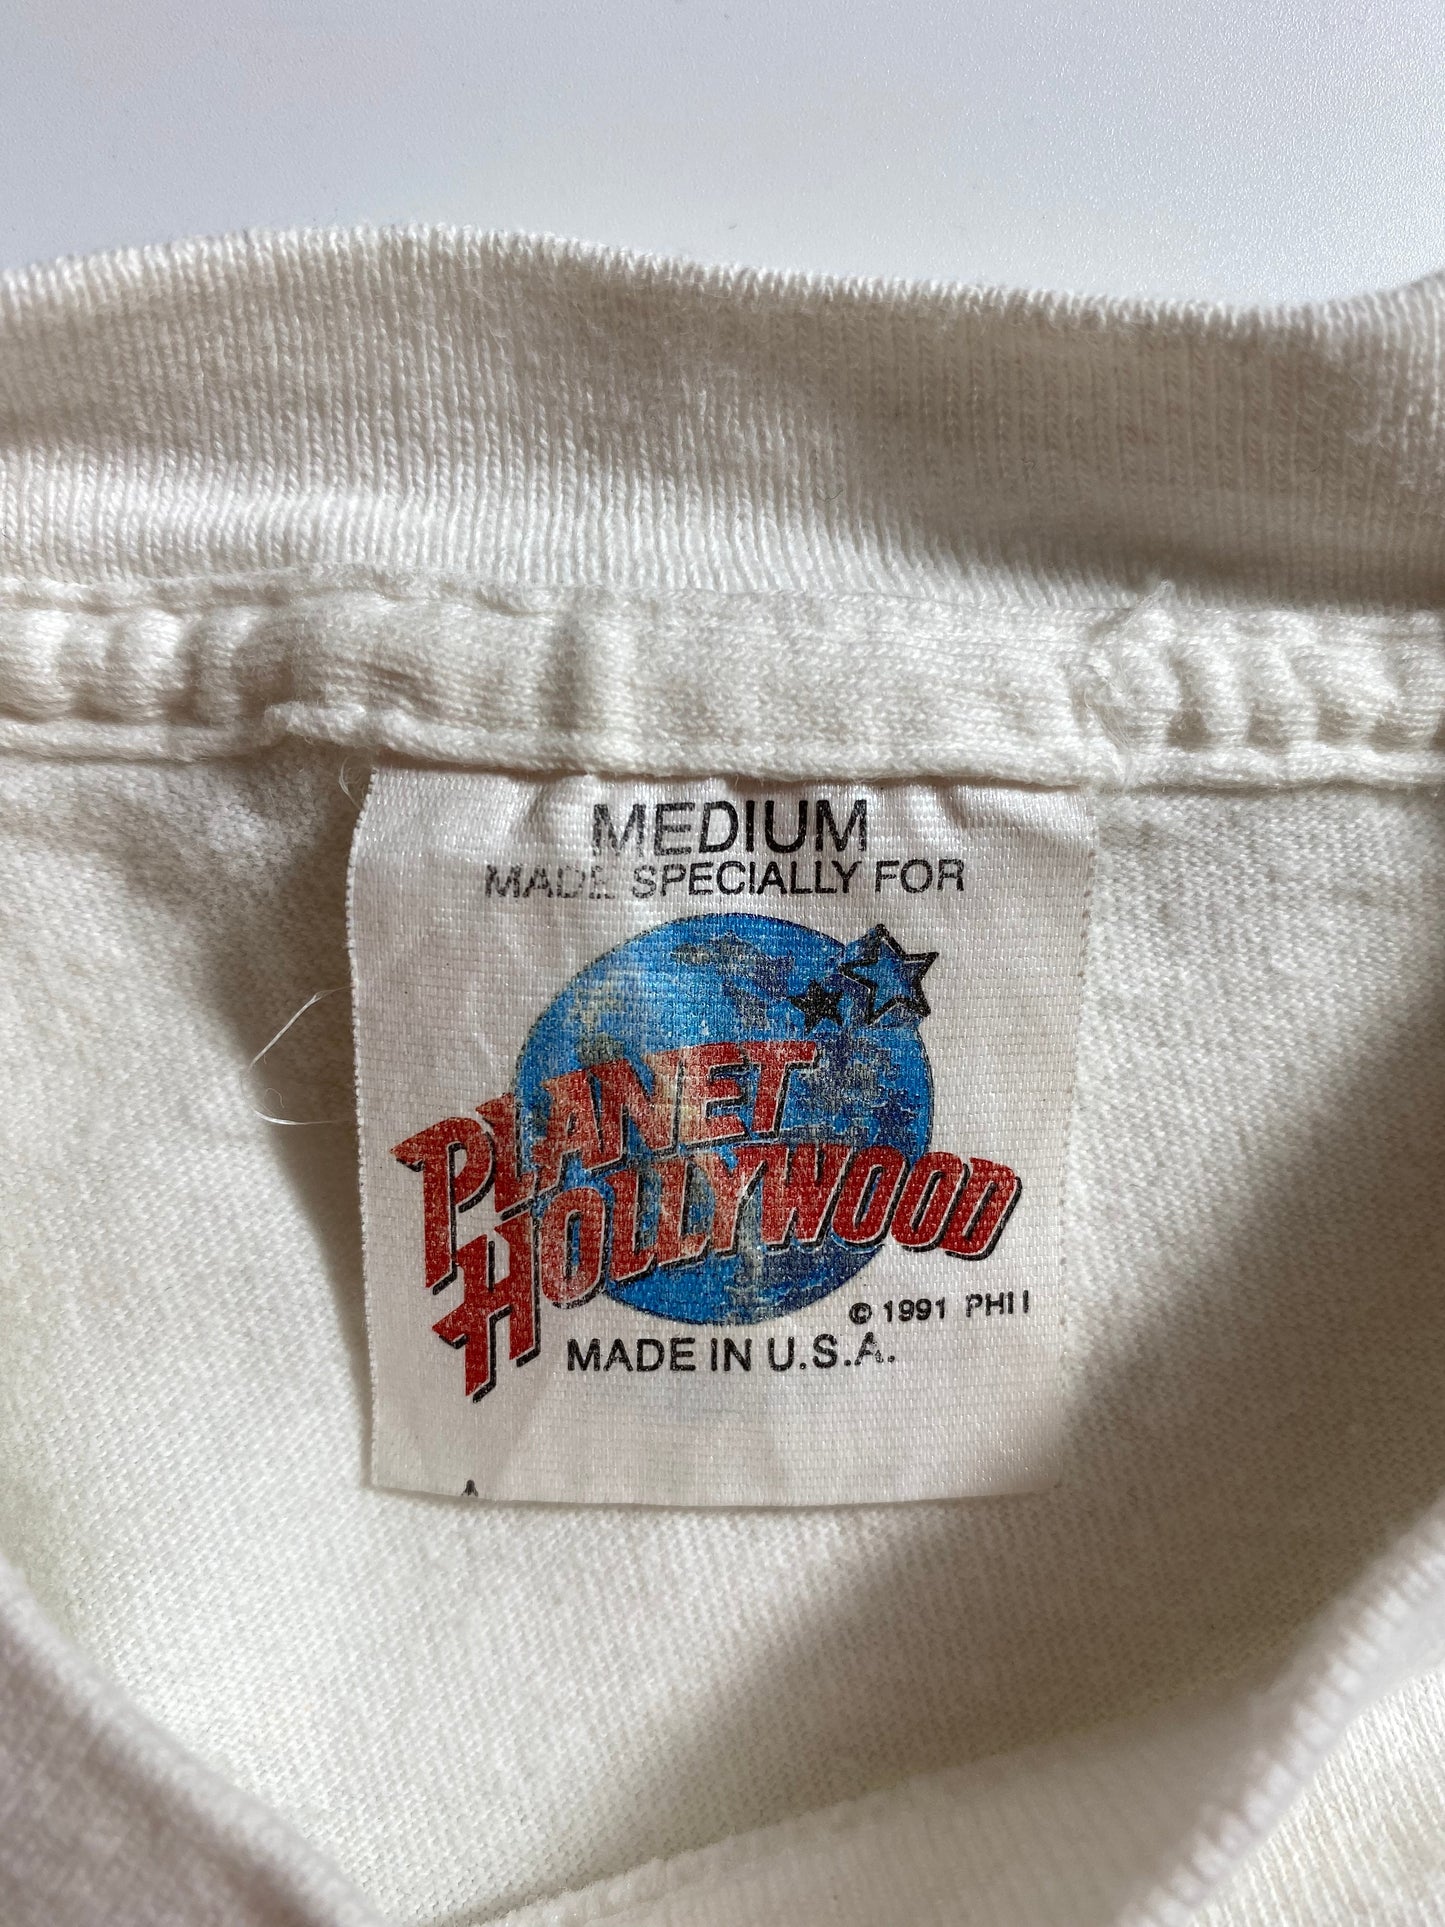 MEDIUM
MADE SPECIALLY FOR
PLANET
HOLLYWOOD
© 1991 PHII
MADE IN U.S.A.